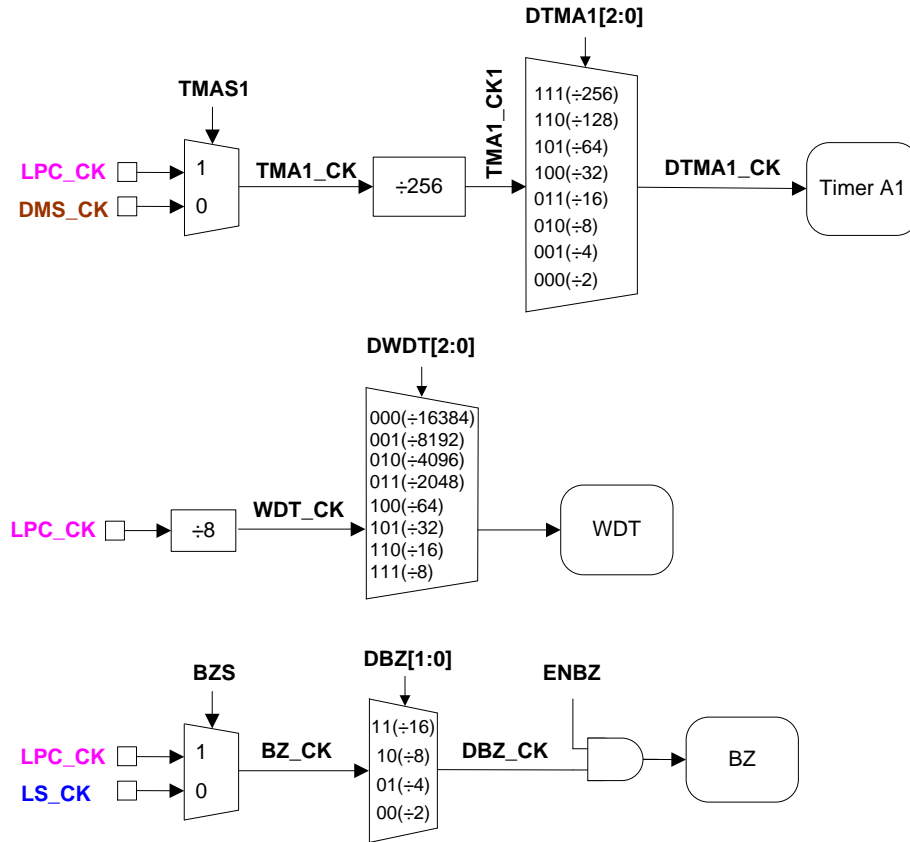 DTMA1[2:0]
TMAS1
TMA1_CK1
111(÷256)
110(÷128)
101(÷64)
100(÷32)
011(÷16)
010(÷8)
001(÷4)
000(÷2)
LPC_CK
1
TMA1_CK
÷256
DTMA1_CK
Timer A1
DMS_CK
0
DWDT[2:0]
000(÷16384)
001(÷8192)
010(÷4096)
011(÷2048)
100(÷64)
101(÷32)
110(÷16)
111(÷8)
LPC_CK
÷8
WDT_CK
WDT
BZS
DBZ[1:0]
ENBZ
LPC_CK
1
BZ_CK
11(÷16)
10(÷8)
01(÷4)
00(÷2)
DBZ_CK
BZ
LS_CK
0